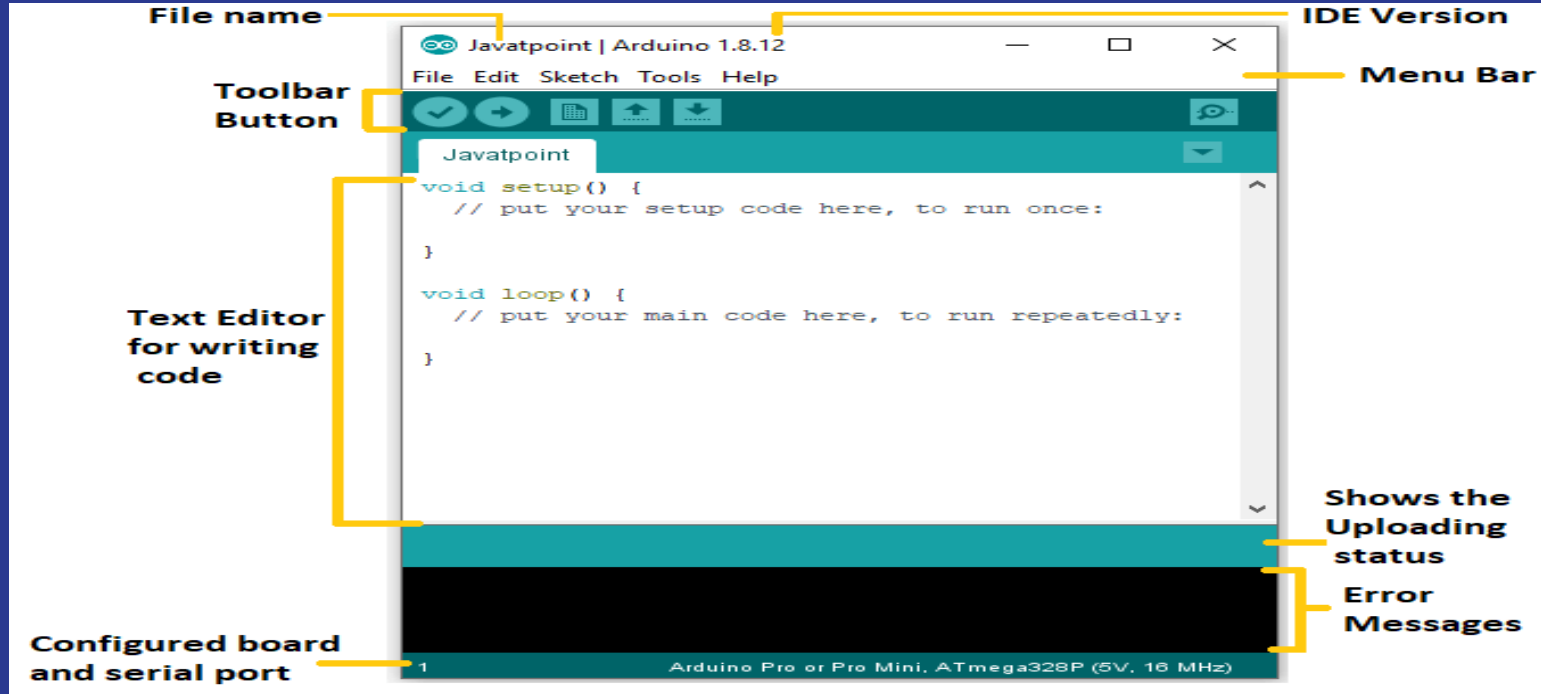 File name
IDE Version
Javatpoint | Arduino 1.8.12
File Edit Sketch Tools Help
Menu Bar
Toolbar
Button
Javatpoint
void setup() {
// put your setup code here, to run once:
}
void loop() {
// put your main code here, to run repeatedly:
}
Text Editor
for writing
code
Shows the
Uploading
status
Error
Messages
Configured board
and serial port
1
Arduino Pro or Pro Mini, ATmega328P (5V, 16 MHz)